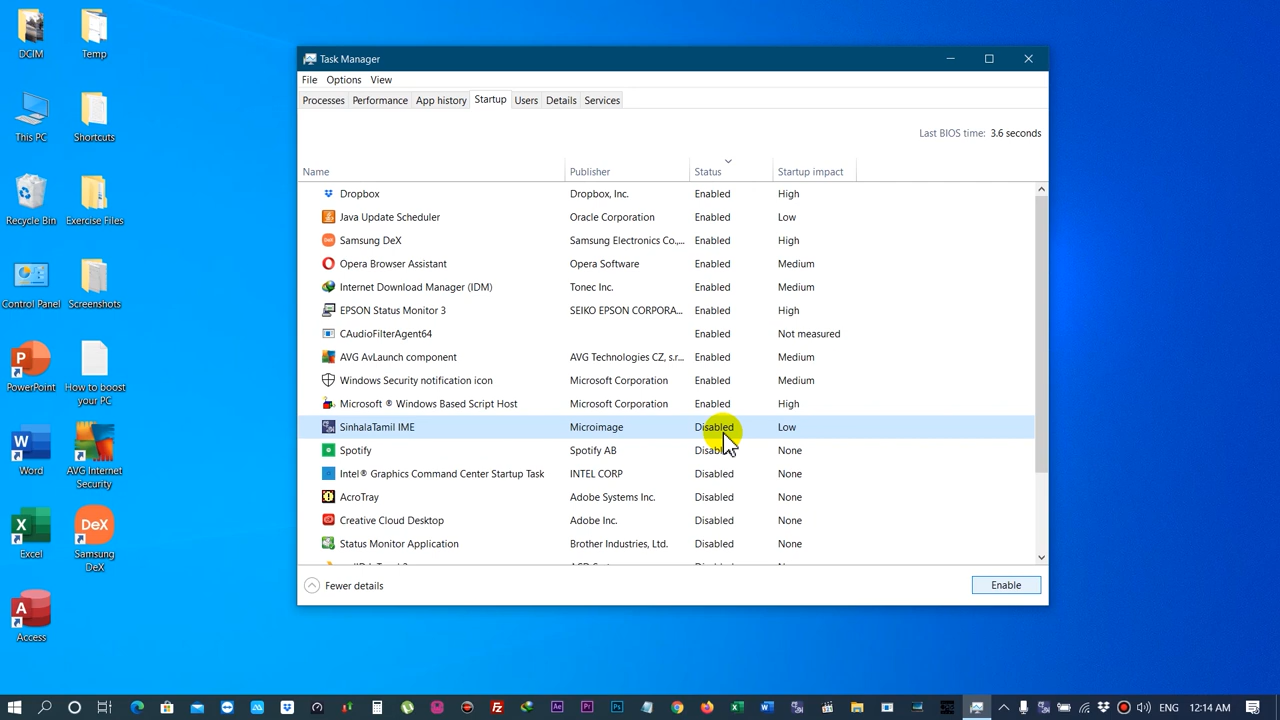 DCIM
Temp
This PC
Shortcuts
Recycle Bin
Exercise Files
Control Panel
Screenshots
PowerPoint
How to boost
your PC
Word
AVG Internet
Security
Excel
DeX
Samsung
DeX
Access
Task Manager
File Options View
Processes Performance App history Startup Users Details Services
Last BIOS time: 3.6 seconds
Name Publisher Status Startup impact
Dropbox Dropbox, Inc. Enabled High
Java Update Scheduler Oracle Corporation Enabled Low
Samsung DeX Samsung Electronics Co.,... Enabled High
Opera Browser Assistant Opera Software Enabled Medium
Internet Download Manager (IDM) Tonec Inc. Enabled Medium
EPSON Status Monitor 3 SEIKO EPSON CORPORA... Enabled High
CAudioFilterAgent64 Enabled Not measured
AVG AvLaunch component AVG Technologies CZ, s.r... Enabled Medium
Windows Security notification icon Microsoft Corporation Enabled Medium
Microsoft ® Windows Based Script Host Microsoft Corporation Enabled High
SinhalaTamil IME Microimage Disabled Low
Spotify Spotify AB Disabled None
Intel® Graphics Command Center Startup Task INTEL CORP Disabled None
AcroTray Adobe Systems Inc. Disabled None
Creative Cloud Desktop Adobe Inc. Disabled None
Status Monitor Application Brother Industries, Ltd. Disabled None
Fewer details
Enable
ENG 12:14 AM